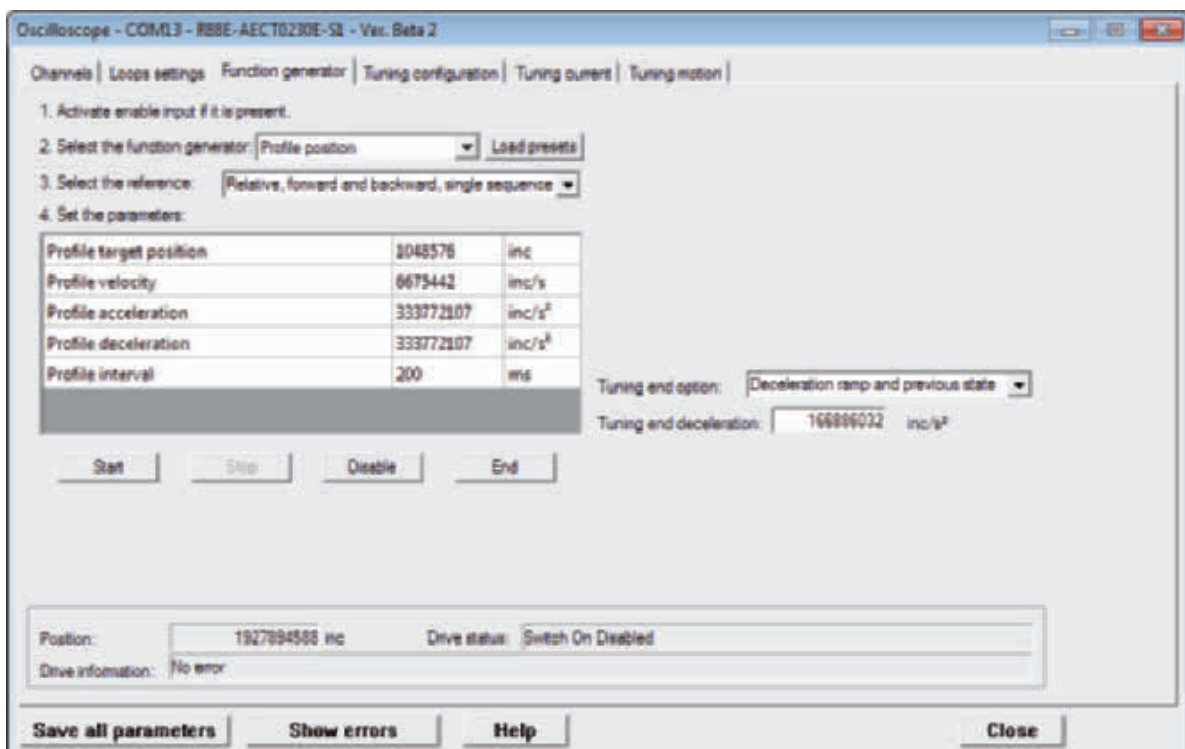 Oscilloscope - COM13 - RBBE-AECT0230E-S1 - Ver. Beta 2
Channels Loops settings Function generator Tuning configuration Tuning current Tuning motion
1. Activate enable input if it is present.
2. Select the function generator: Profile position Load presets
3. Select the reference: Relative, forward and backward, single sequence
4. Set the parameters:
Profile target position 1048576 inc
Profile velocity 6675442 inc/s
Profile acceleration 333772107 inc/s²
Profile deceleration 333772107 inc/s²
Profile interval 200 ms
Tuning end option: Deceleration ramp and previous state
Tuning end deceleration: 166886032 inc/s²
Start Stop Disable End
Position: 1927894588 inc Drive status: Switch On Disabled
Drive information: No error
Save all parameters Show errors Help Close